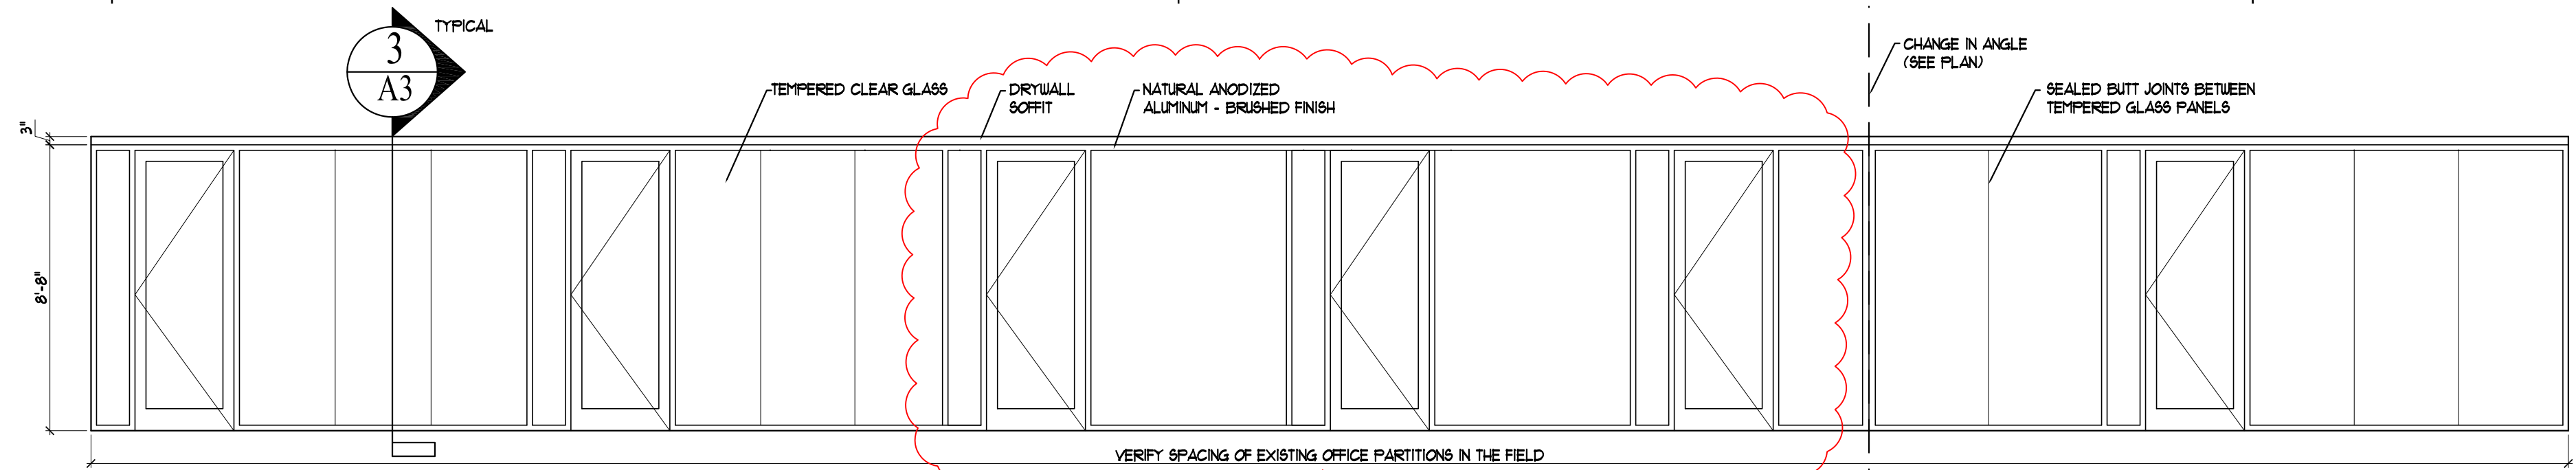 3
A3
TYPICAL
TEMPERED CLEAR GLASS
DRYWALL
SOFFIT
NATURAL ANODIZED
ALUMINUM - BRUSHED FINISH
CHANGE IN ANGLE
(SEE PLAN)
SEALED BUTT JOINTS BETWEEN
TEMPERED GLASS PANELS
3"
8'-8"
VERIFY SPACING OF EXISTING OFFICE PARTITIONS IN THE FIELD